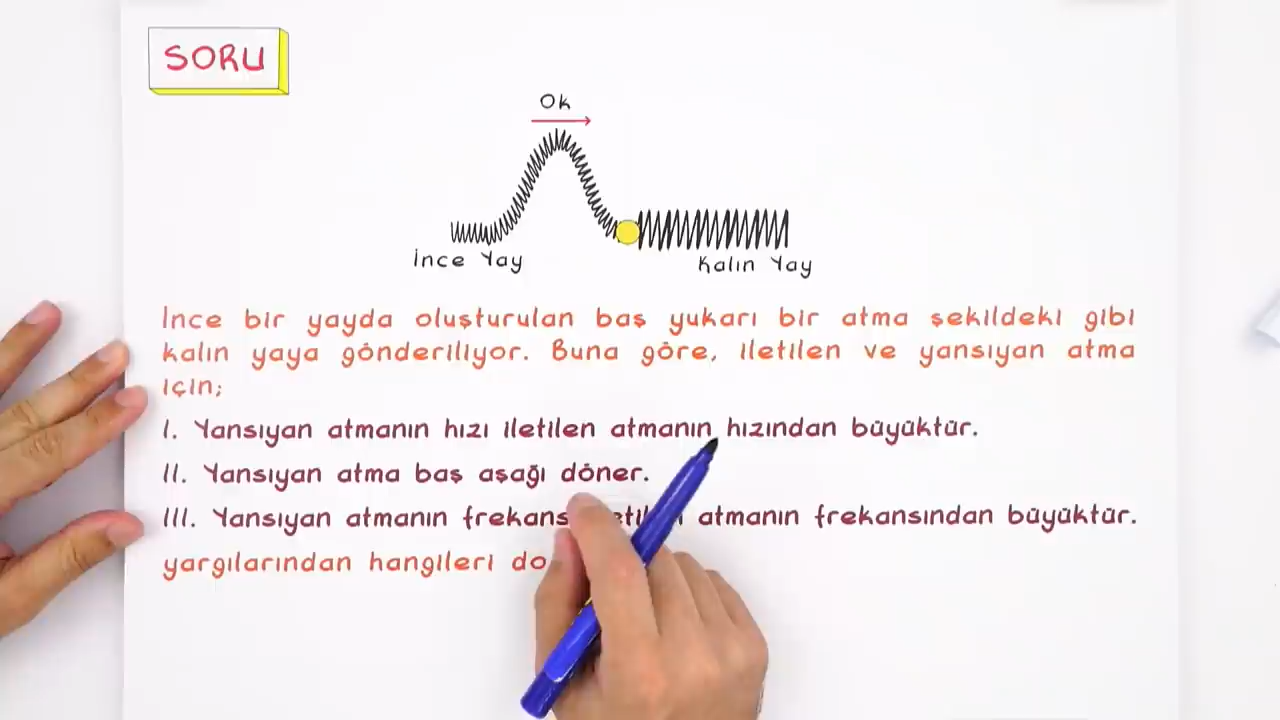 SORU
Ok
İnce Yay
Kalın Yay
İnce bir yayda oluşturulan baş yukarı bir atma şekildeki gibi
kalın yaya gönderiliyor. Buna göre, iletilen ve yansıyan atma
için;
I. Yansıyan atmanın hızı iletilen atmanın hızından büyüktür.
II. Yansıyan atma baş aşağı döner.
III. Yansıyan atmanın atmanın frekansından büyüktür.
yargılarından hangileri